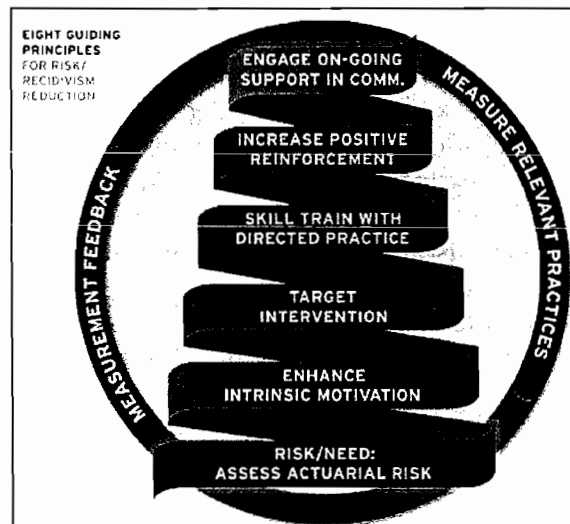 EIGHT GUIDING
PRINCIPLES
FOR RISK/
RECIDIVISM
REDUCTION
ENGAGE ON-GOING
SUPPORT IN COMM.
INCREASE POSITIVE
REINFORCEMENT
SKILL TRAIN WITH
DIRECTED PRACTICE
TARGET
INTERVENTION
ENHANCE
INTRINSIC MOTIVATION
RISK/NEED:
ASSESS ACTUARIAL RISK
MEASUREMENT FEEDBACK
MEASURE RELEVANT PRACTICES